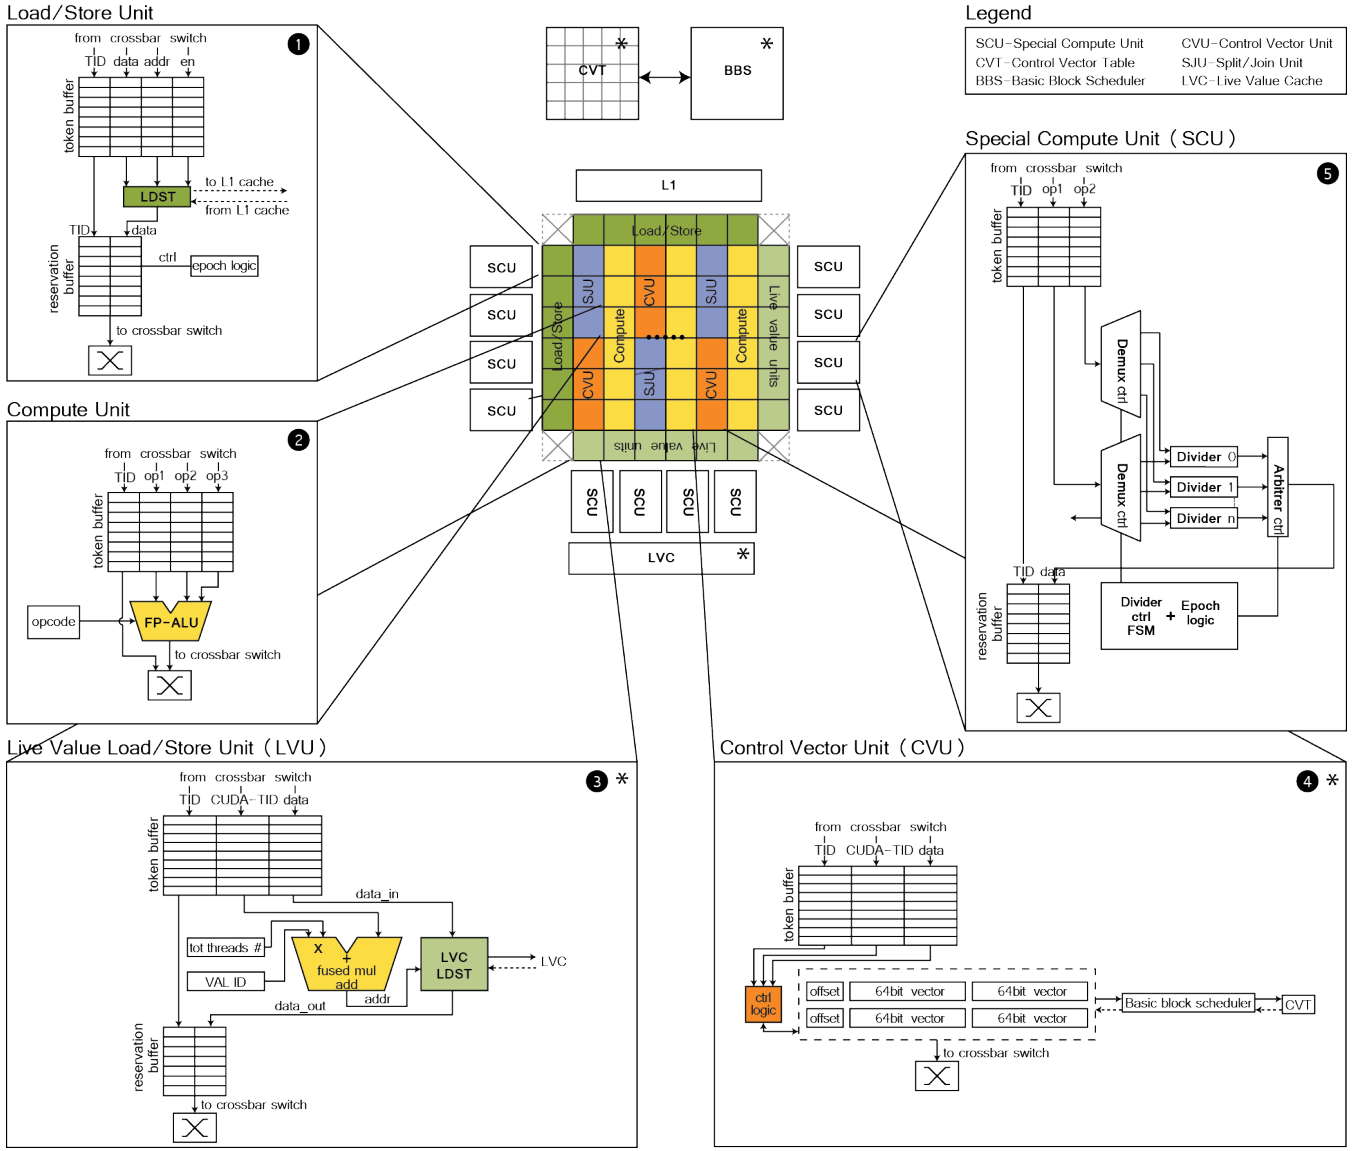 Load/Store Unit
from crossbar switch
TID data addr en
1
token buffer
LDST
to L1 cache
from L1 cache
TID data
reservation buffer
ctrl
epoch logic
to crossbar switch
Compute Unit
2
from crossbar switch
TID op1 op2 op3
token buffer
opcode
FP-ALU
to crossbar switch
CVT *
BBS *
L1
Load/Store
Load/Store
SCU
SCU
SCU
SCU
SJU
CVU
SJU
Compute
Compute
CVU
SJU
CVU
Live value units
Live value units
SCU
SCU
SCU
SCU
SCU
SCU
SCU
SCU
LVC *
Legend
SCU-Special Compute Unit CVU-Control Vector Unit
CVT-Control Vector Table SJU-Split/Join Unit
BBS-Basic Block Scheduler LVC-Live Value Cache
Special Compute Unit (SCU)
5
from crossbar switch
TID op1 op2
token buffer
Demux ctrl
Demux ctrl
Divider 0
Divider 1
Divider n
Arbitrer ctrl
TID data
reservation buffer
Divider
ctrl
FSM
+
Epoch
logic
Live Value Load/Store Unit (LVU)
3 *
from crossbar switch
TID CUDA-TID data
token buffer
data_in
tot threads #
VAL ID
x
+
fused mul
add
addr
LVC
LDST
LVC
data_out
reservation buffer
to crossbar switch
Control Vector Unit (CVU)
4 *
from crossbar switch
TID CUDA-TID data
token buffer
ctrl
logic
offset 64bit vector 64bit vector
offset 64bit vector 64bit vector
Basic block scheduler
CVT
to crossbar switch